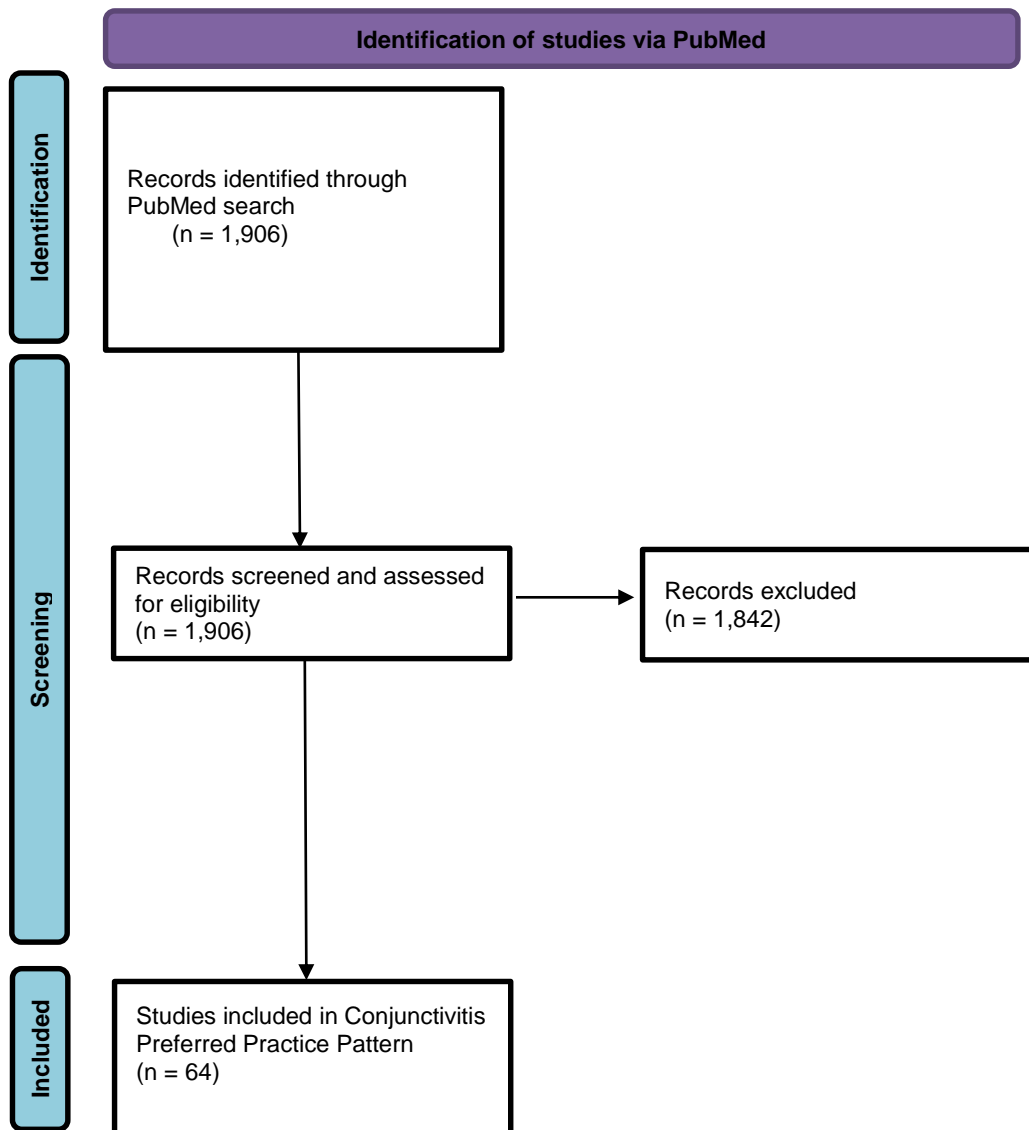 Identification of studies via PubMed
Identification
Records identified through
PubMed search
(n = 1,906)
Screening
Records screened and assessed
for eligibility
(n = 1,906)
Records excluded
(n = 1,842)
Included
Studies included in Conjunctivitis
Preferred Practice Pattern
(n = 64)